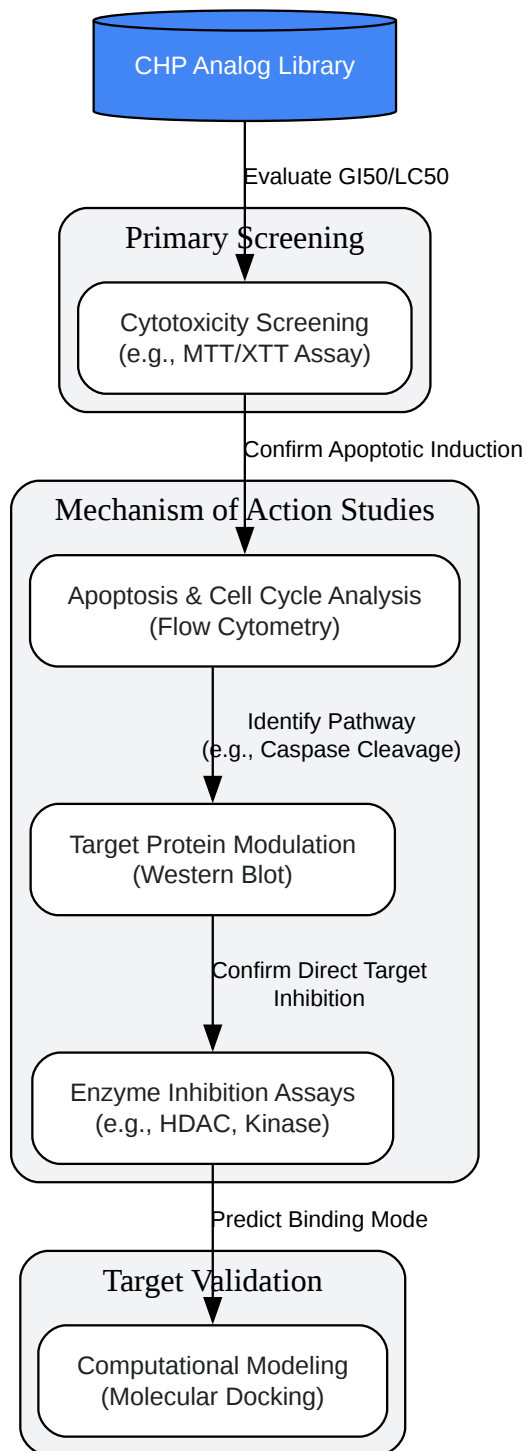 CHP Analog Library
Evaluate GI50/LC50
Primary Screening
Cytotoxicity Screening
(e.g., MTT/XTT Assay)
Confirm Apoptotic Induction
Mechanism of Action Studies
Apoptosis & Cell Cycle Analysis
(Flow Cytometry)
Identify Pathway
(e.g., Caspase Cleavage)
Target Protein Modulation
(Western Blot)
Confirm Direct Target
Inhibition
Enzyme Inhibition Assays
(e.g., HDAC, Kinase)
Predict Binding Mode
Target Validation
Computational Modeling
(Molecular Docking)